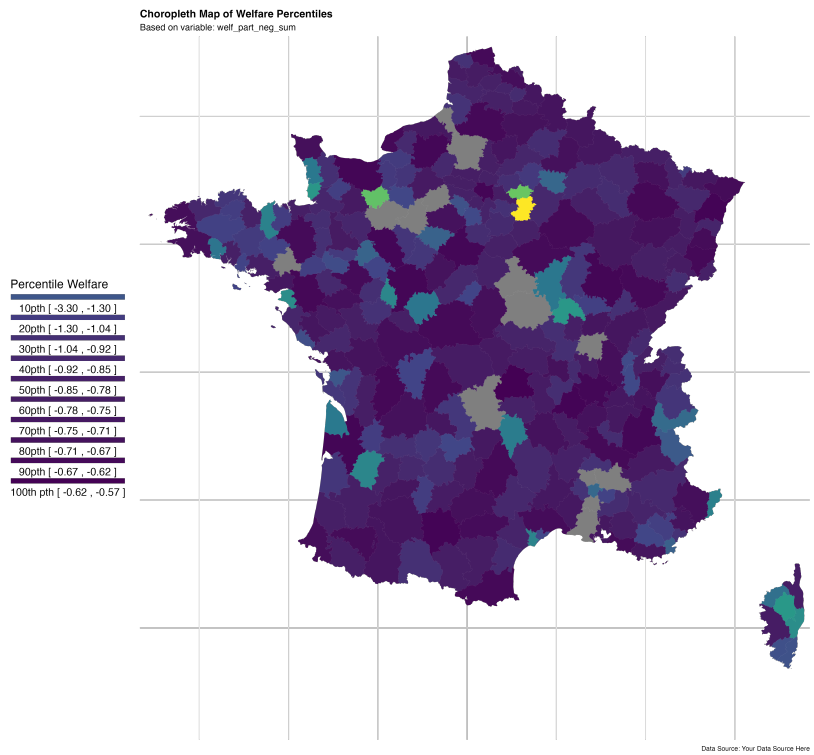 Choropleth Map of Welfare Percentiles
Based on variable: welf_part_neg_sum
Percentile Welfare
10pth [ -3.30 , -1.30 ]
20pth [ -1.30 , -1.04 ]
30pth [ -1.04 , -0.92 ]
40pth [ -0.92 , -0.85 ]
50pth [ -0.85 , -0.78 ]
60pth [ -0.78 , -0.75 ]
70pth [ -0.75 , -0.71 ]
80pth [ -0.71 , -0.67 ]
90pth [ -0.67 , -0.62 ]
100th pth [ -0.62 , -0.57 ]
Data Source: Your Data Source Here